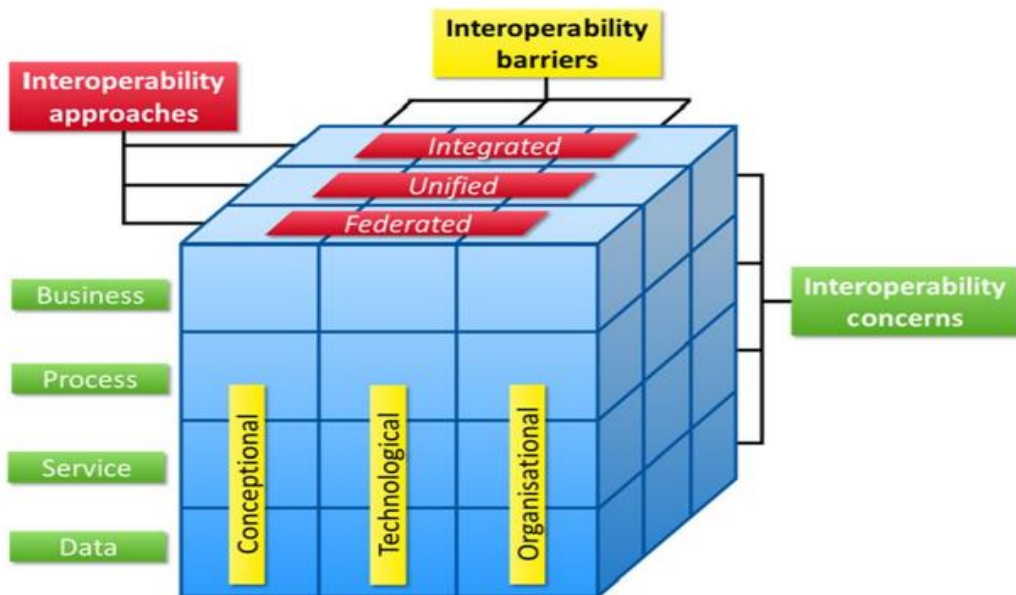 Interoperability
barriers
Interoperability
approaches
Integrated
Unified
Federated
Business
Process
Service
Data
Conceptional
Technological
Organisational
Interoperability
concerns